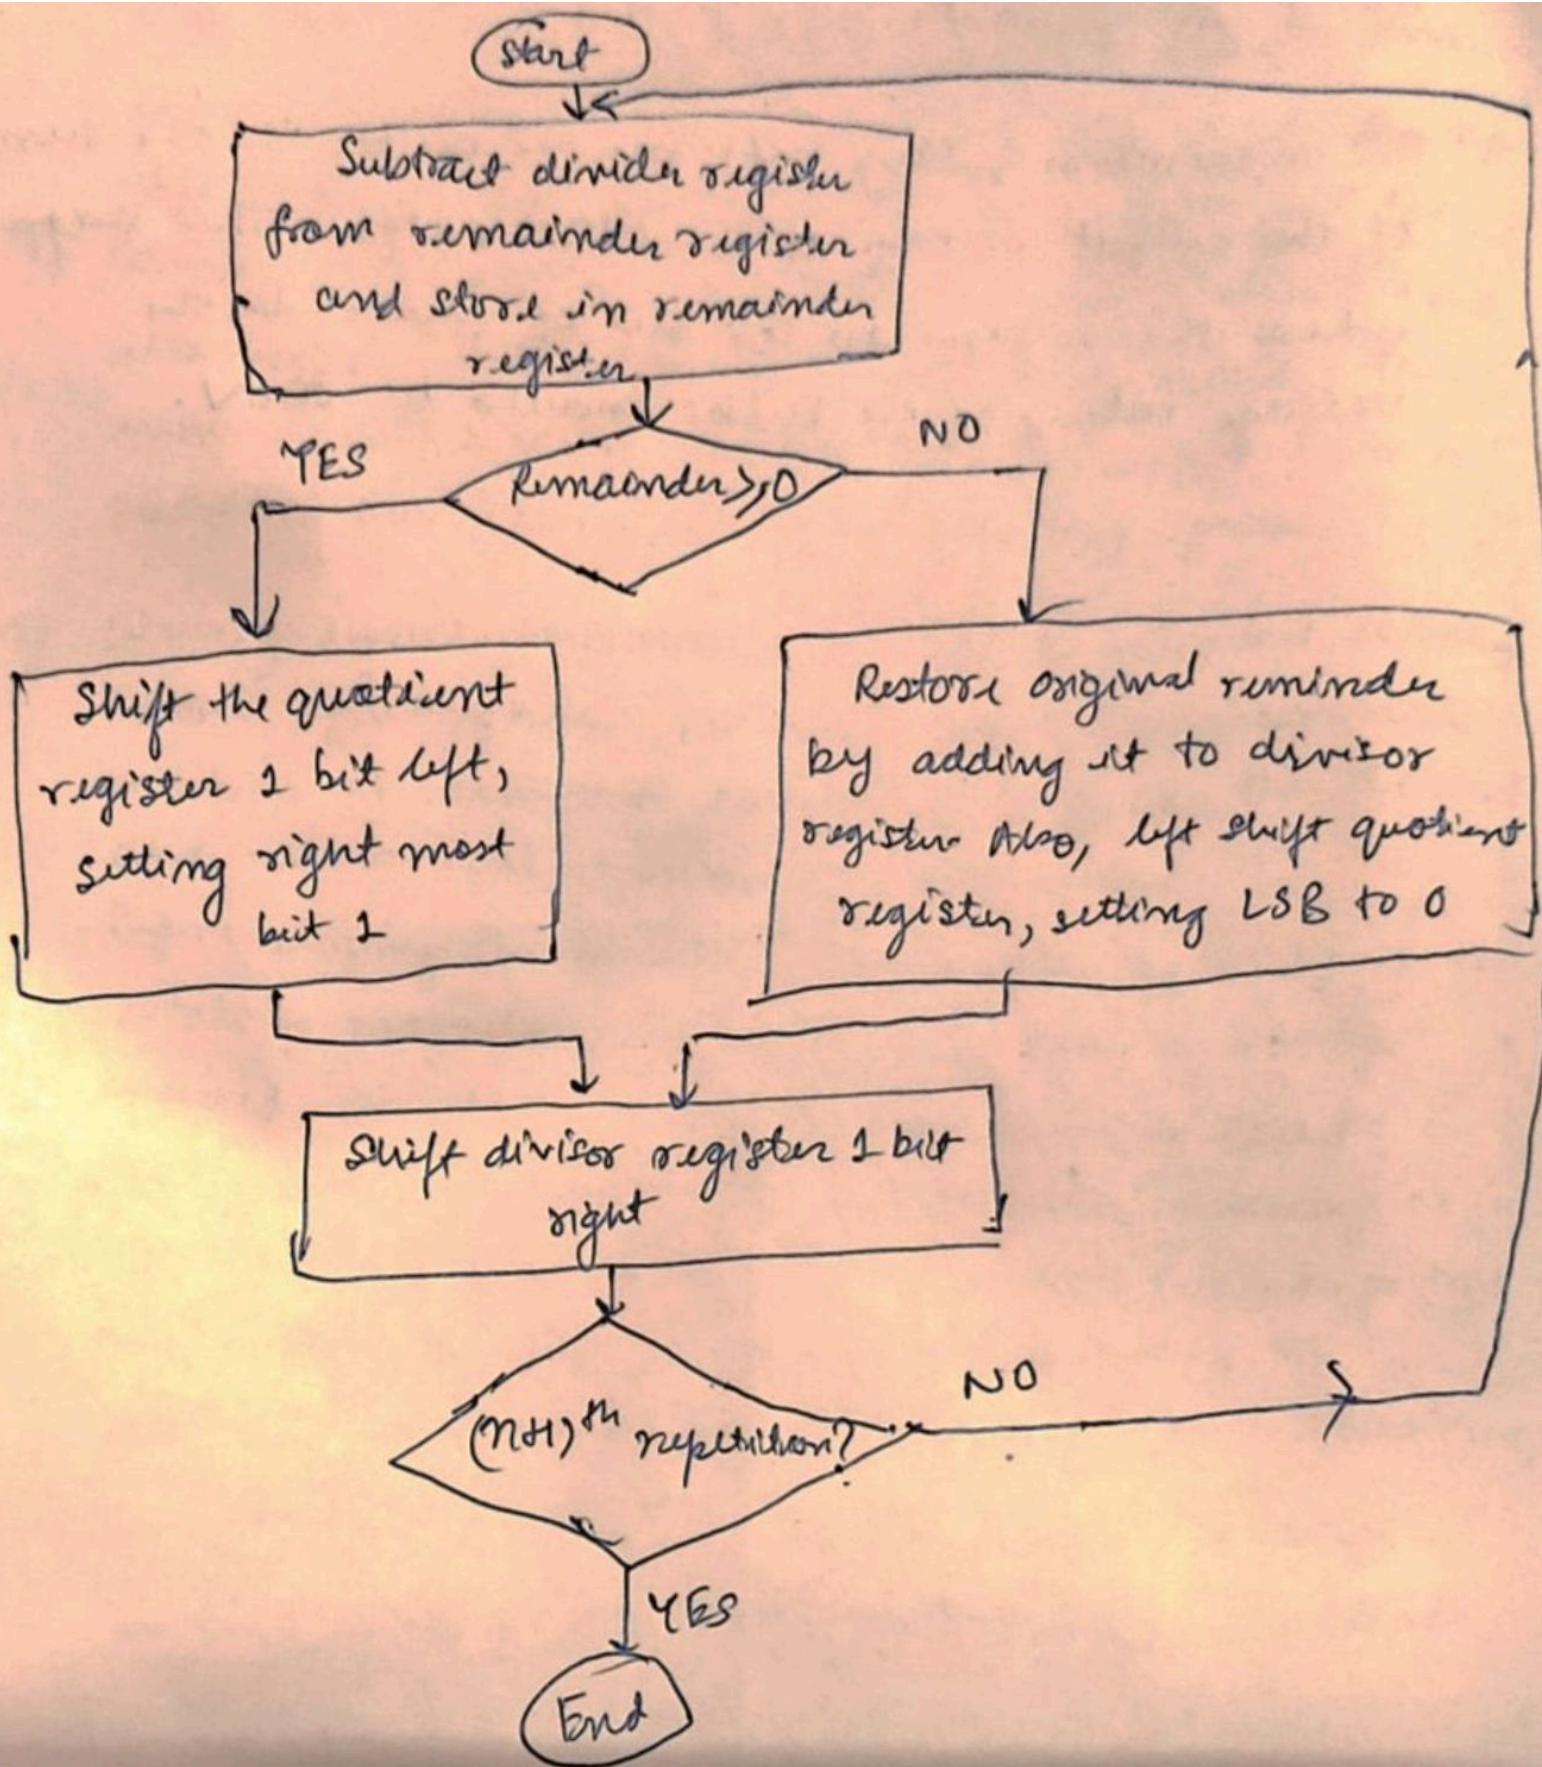 Start
Subtract divider register
from remainder register
and store in remainder
register
YES
NO
Remaonder ≥ 0
Shift the quotient
register 1 bit left,
setting right most
bit 1
Restore original reminder
by adding it to divisor
register. Also, left shift quotient
register, setting LSB to 0
Shift divisor register 1 bit
right
(n+1)th repetition?
NO
YES
End